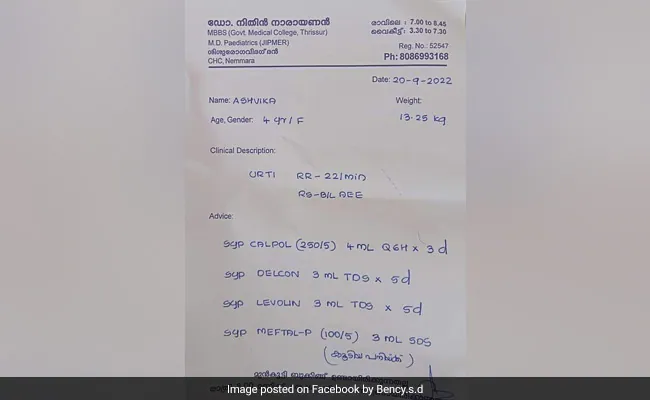 ഡോ. നിതിൻ നാരായണൻ
MBBS (Govt. Medical College, Thrissur)
M.D. Paediatrics (JIPMER)
ശിശുരോഗവിദഗ്ദൻ
CHC, Nemmara
രാവിലെ : 7.00 to 8.45
വൈകീട്ട്: 3.30 to 7.30
Reg. No.: 52547
Ph: 8086993168
Date: 20-9-2022
Name: ASHVIKA
Weight:
Age, Gender: 4 yr / F
13.25 kg
Clinical Description:
URTI RR - 22/min
RS-B/L AEE
Advice:
syp CALPOL (250/5) 4 mL Q6H x 3d
syp DELCON 3 mL TDS x 5d
syp LEVOLIN 3 mL TDS x 5d
syp MEFTAL-P (100/5) 3 mL SOS
(കൂടിയ പനിയ്ക്ക്)
മുൻകൂട്ടി ബുക്കിങ്ങ്
Image posted on Facebook by Bency.s.d